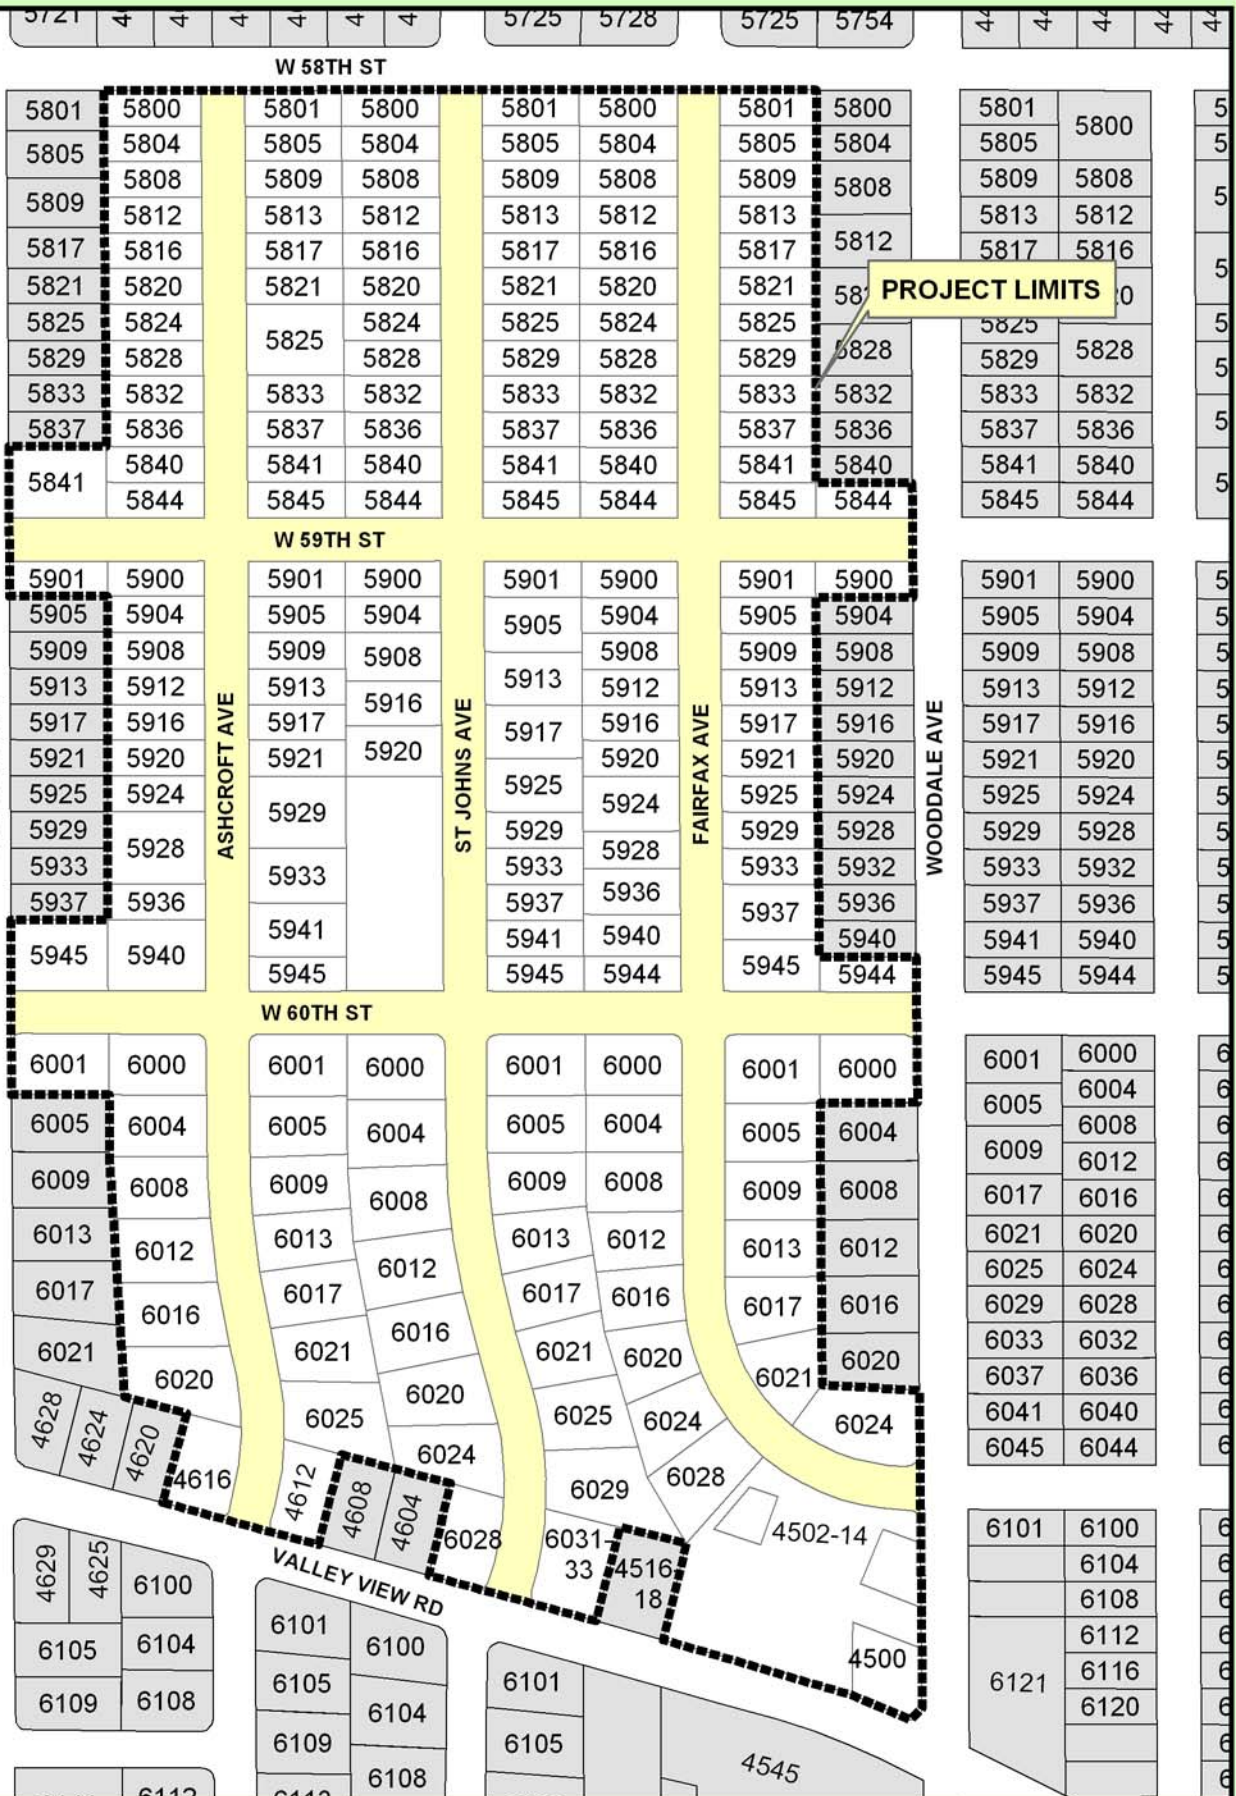 5721 5725 5728 5725 5754
W 58TH ST
5801 5800 5801 5800 5801 5800 5801 5800 5801 5800
5805 5804 5805 5804 5805 5804 5805 5804 5805
5809 5808 5809 5808 5809 5808 5809 5808 5809 5808
5812 5813 5812 5813 5812 5813 5812 5813 5812
5817 5816 5817 5816 5817 5816 5817 5817 5816
5821 5820 5821 5820 5821 5820 5821
PROJECT LIMITS
5825 5824 5825 5824 5825 5824 5825 5825
5829 5828 5828 5829 5828 5829 5828 5829 5828
5833 5832 5833 5832 5833 5832 5833 5832 5833 5832
5837 5836 5837 5836 5837 5836 5837 5836 5837 5836
5841 5840 5841 5840 5841 5840 5841 5840 5841 5840
5844 5845 5844 5845 5844 5845 5844 5845 5844
W 59TH ST
5901 5900 5901 5900 5901 5900 5901 5900 5901 5900
5905 5904 5905 5904 5905 5904 5905 5904 5905 5904
5909 5908 5909 5908 5908 5909 5908 5909 5908
5913 5912 5913 5916 5913 5912 5913 5912 5913 5912
5917 5916 5917 5917 5916 5917 5916 5917 5916
5921 5920 5921 5920 5920 5921 5920 5921 5920
5925 5924 5929 5925 5924 5925 5924 5925 5924
5929 5928 5929 5928 5929 5928 5929 5928
5933 5933 5933 5936 5933 5932 5933 5932
5937 5936 5941 5937 5940 5937 5936 5937 5936
5945 5940 5941 5945 5940 5941 5940
5945 5945 5944 5944 5945 5944
ASHCROFT AVE
ST JOHNS AVE
FAIRFAX AVE
WOODDALE AVE
W 60TH ST
6001 6000 6001 6000 6001 6000 6001 6000 6001 6000
6005 6004 6005 6004 6005 6004 6005 6004 6005 6004
6009 6008 6009 6008 6009 6008 6009 6008 6009 6008
6013 6012 6013 6012 6013 6012 6013 6012 6012
6017 6016 6017 6016 6017 6016 6017 6016 6017 6016
6021 6020 6021 6020 6021 6020 6021 6020 6021 6020
6025 6024 6025 6024 6024 6025 6024
6029 6028 6029 6028
6033 6032
6037 6036
6041 6040
6045 6044
4628 4624 4620 4616 4612 4608 4604 6028
6031-
33
4516-
18
4502-14
4500
VALLEY VIEW RD
4629 4625 6100 6101 6100
6105 6104 6101 6100 6101 6104
6109 6108 6105 6104 6105 6108
6109 6108 4545 6121 6112
6116
6120